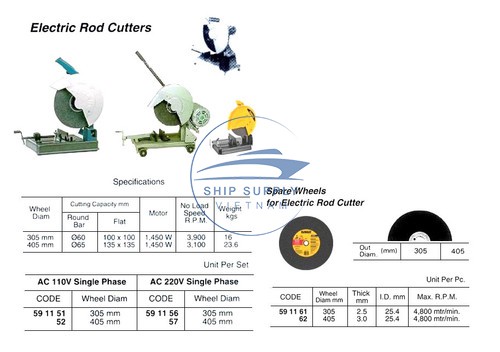 Electric Rod Cutters
Specifications
Wheel Diam
Cutting Capacity mm
Round Bar
Flat
Motor
No Load Speed R.P.M.
Weight kgs
305 mm Ø60 100 x 100 1,450 W 3,900 16
405 mm Ø65 135 x 135 1,450 W 3,100 23.6
Unit Per Set
AC 110V Single Phase AC 220V Single Phase
CODE Wheel Diam CODE Wheel Diam
59 11 51 305 mm 59 11 56 305 mm
52 405 mm 57 405 mm
SHIP SUPPLY
VIETNAM
Spare Wheels
for Electric Rod Cutter
Out Diam. (mm) 305 405
Unit Per Pc.
CODE Wheel Diam mm Thick mm I.D. mm Max. R.P.M.
59 11 61 305 2.5 25.4 4,800 mtr/min.
62 405 3.0 25.4 4,800 mtr/min.